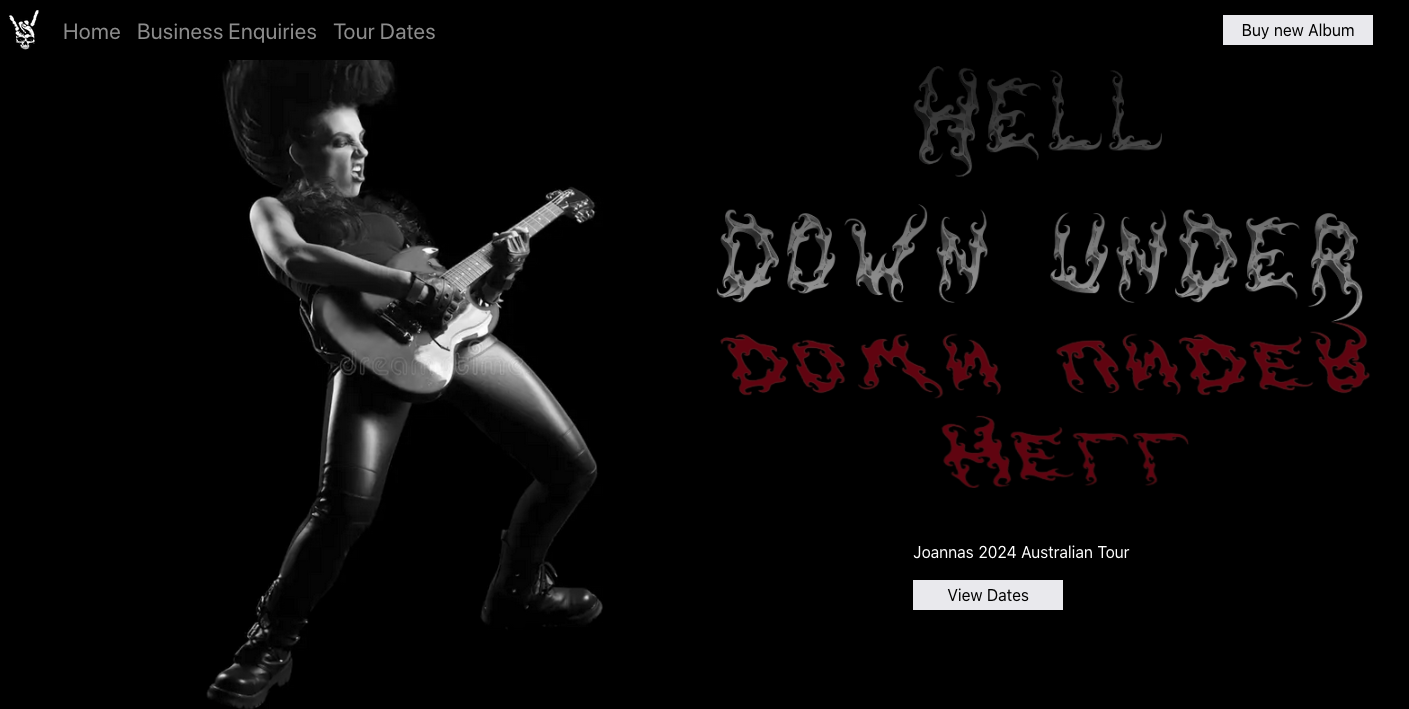 Home Business Enquiries Tour Dates Buy new Album
HELL
DOWN UNDER
DOWN UNDER
HELL
Joannas 2024 Australian Tour
View Dates